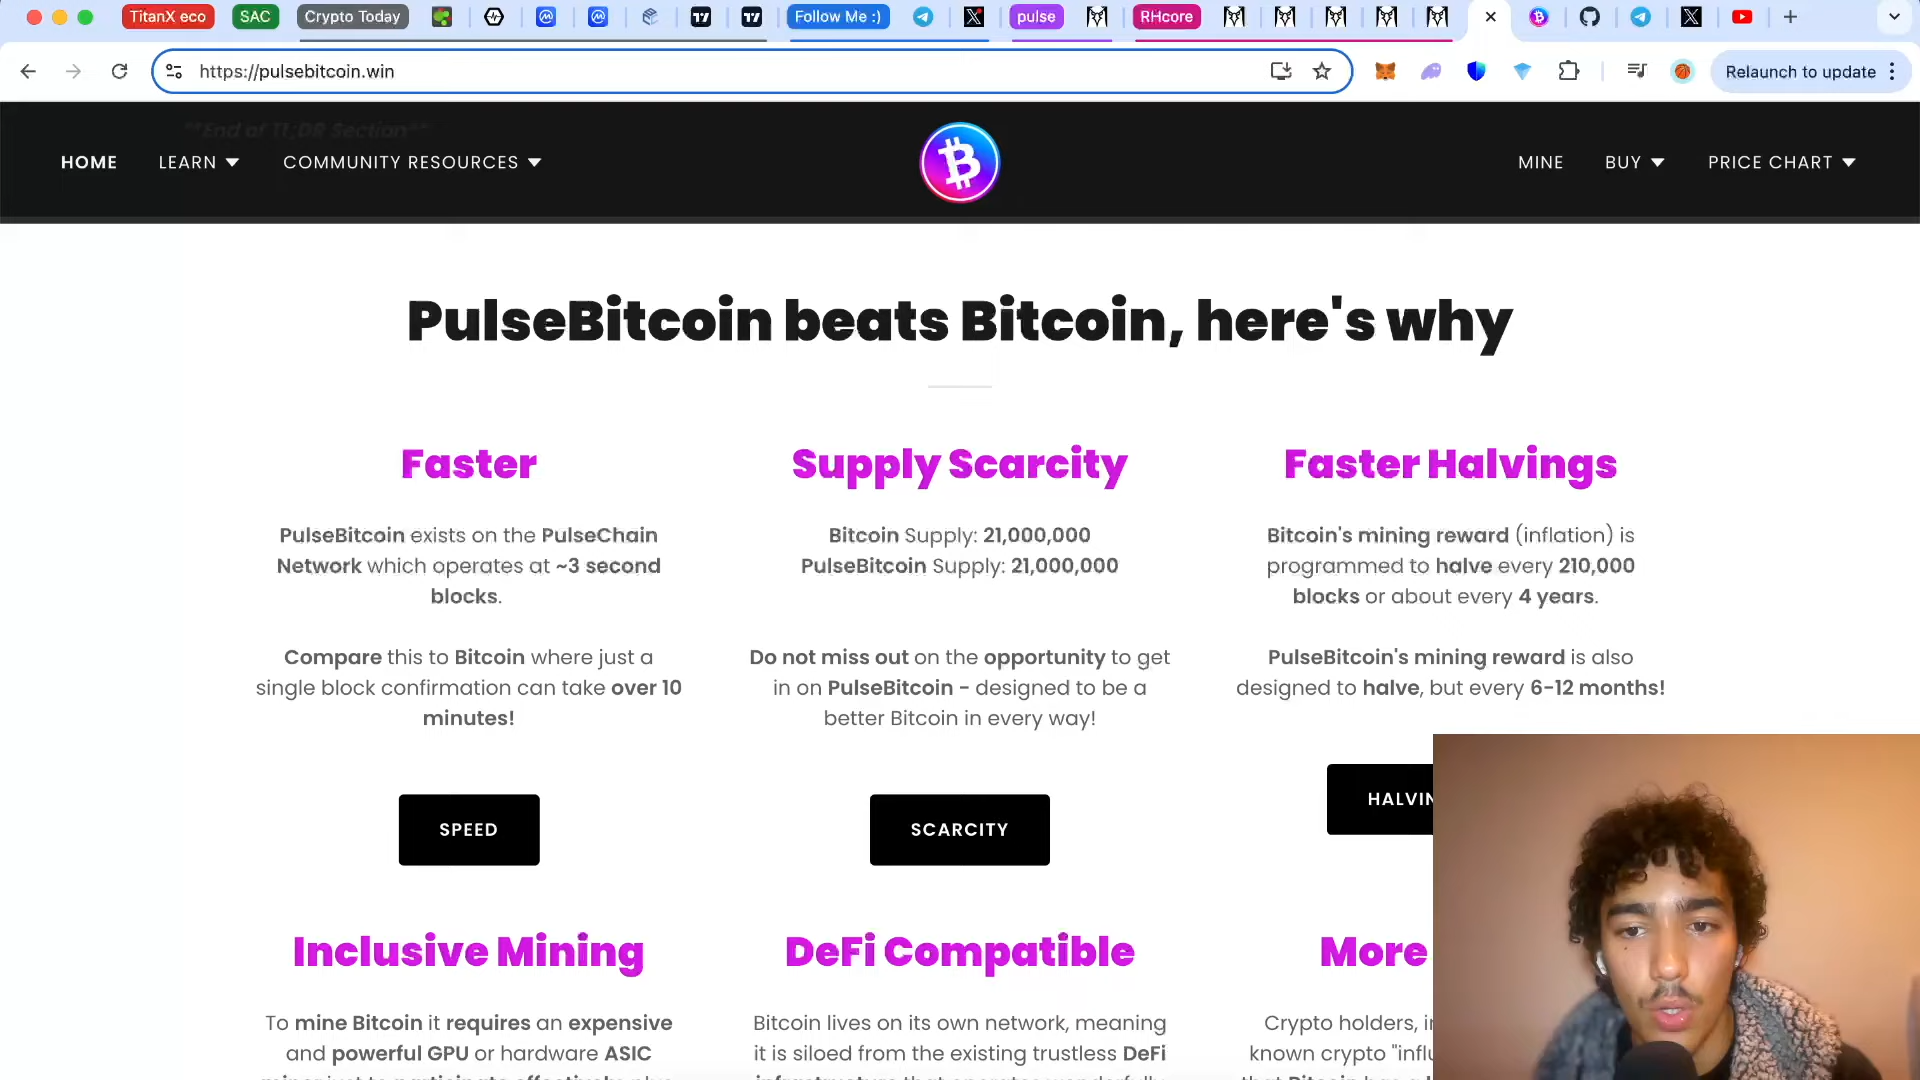 TitanX eco
SAC
Crypto Today
Follow Me :)
pulse
RHcore
https://pulsebitcoin.win
Relaunch to update
**End of TL;DR Section**
HOME
LEARN
COMMUNITY RESOURCES
MINE
BUY
PRICE CHART
PulseBitcoin beats Bitcoin, here's why
Faster
PulseBitcoin exists on the PulseChain
Network which operates at ~3 second
blocks.
Compare this to Bitcoin where just a
single block confirmation can take over 10
minutes!
SPEED
Supply Scarcity
Bitcoin Supply: 21,000,000
PulseBitcoin Supply: 21,000,000
Do not miss out on the opportunity to get
in on PulseBitcoin - designed to be a
better Bitcoin in every way!
SCARCITY
Faster Halvings
Bitcoin's mining reward (inflation) is
programmed to halve every 210,000
blocks or about every 4 years.
PulseBitcoin's mining reward is also
designed to halve, but every 6-12 months!
HALVIN
Inclusive Mining
To mine Bitcoin it requires an expensive
and powerful GPU or hardware ASIC
DeFi Compatible
Bitcoin lives on its own network, meaning
it is siloed from the existing trustless DeFi
More
Crypto holders, i
known crypto "influ